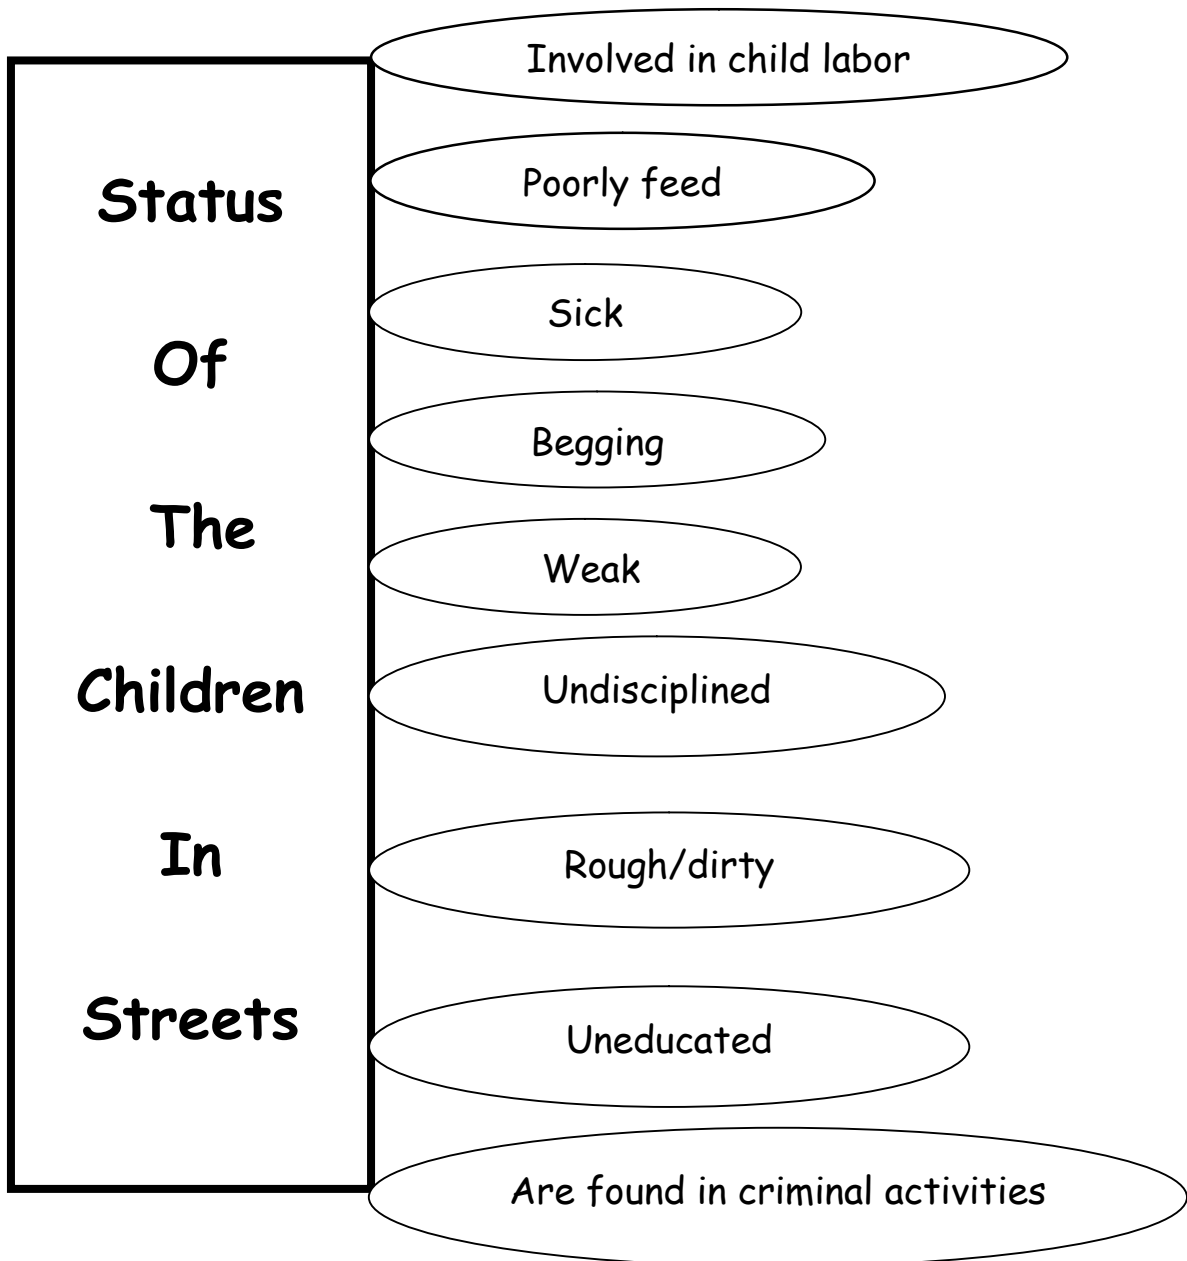 Status
Of
The
Children
In
Streets
Involved in child labor
Poorly feed
Sick
Begging
Weak
Undisciplined
Rough/dirty
Uneducated
Are found in criminal activities